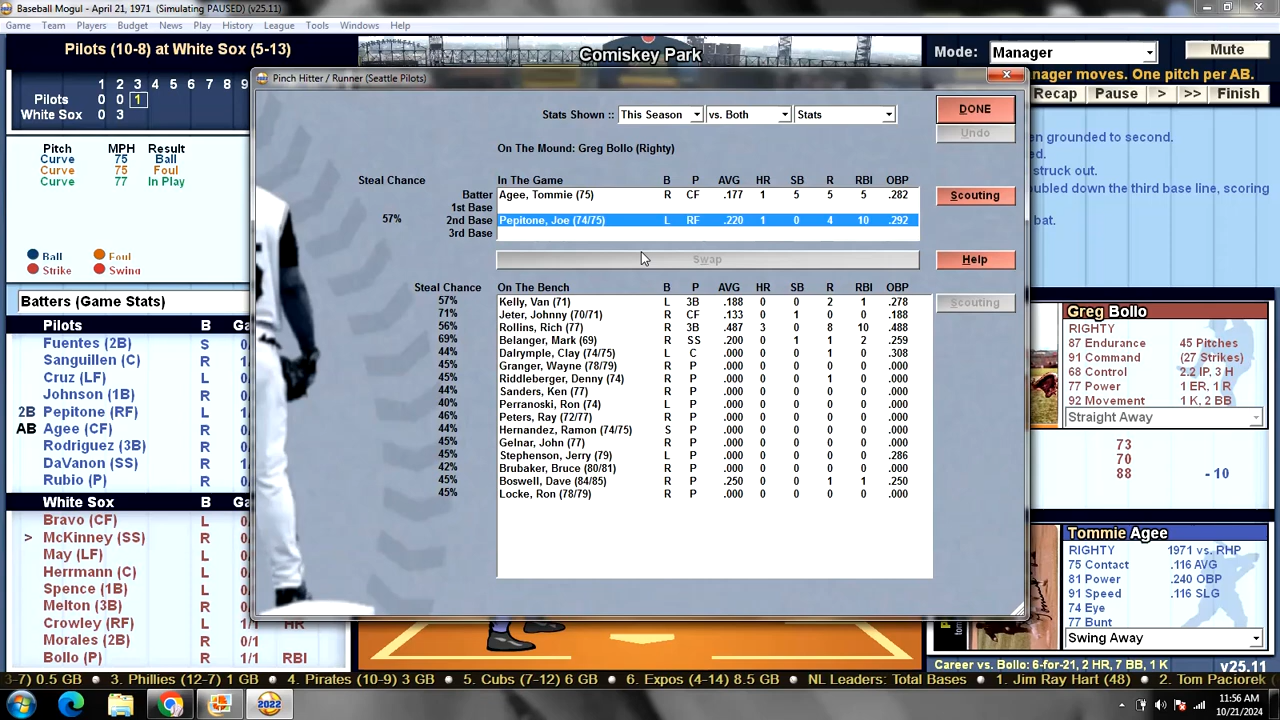 Baseball Mogul - April 21, 1971 (Simulating PAUSED) (v25.11)
Game Team Players Budget News Play History League Tools Windows Help
Pilots (10-8) at White Sox (5-13)
1 2 3 4 5 6 7 8 9
Pilots 0 0 1
White Sox 0 3
Comiskey Park
Mode: Manager Mute
nager moves. One pitch per AB.
Recap Pause > >> Finish
Pitch MPH Result
Curve 75 Ball
Curve 75 Foul
Curve 77 In Play
Ball Foul
Strike Swing
en grounded to second.
ed.
struck out.
oubled down the third base line, scoring
bat.
Batters (Game Stats)
Pilots B Ga
Fuentes (2B) S 0/
Sanguillen (C) R 1/
Cruz (LF) L 0/
Johnson (1B) R 0/
2B Pepitone (RF) L 1/
AB Agee (CF) R 0/
Rodriguez (3B) R 0/
DaVanon (SS) R 0/
Rubio (P) R 0/
White Sox B Ga
Bravo (CF) L 0/
> McKinney (SS) R 0/
May (LF) L 0/
Herrmann (C) L 0/
Spence (1B) L 0/
Melton (3B) R 0/
Crowley (RF) L 1/1 HR
Morales (2B) R 0/1
Bollo (P) R 1/1 RBI
Pinch Hitter / Runner (Seattle Pilots)
Stats Shown :: This Season vs. Both Stats
DONE
Undo
On The Mound: Greg Bollo (Righty)
Steal Chance In The Game B P AVG HR SB R RBI OBP
Batter Agee, Tommie (75) R CF .177 1 5 5 5 .282
1st Base
57% 2nd Base Pepitone, Joe (74/75) L RF .220 1 0 4 10 .292
3rd Base
Scouting
Swap
Help
Steal Chance On The Bench B P AVG HR SB R RBI OBP
57% Kelly, Van (71) L 3B .188 0 0 2 1 .278
71% Jeter, Johnny (70/71) R CF .133 0 1 0 0 .188
56% Rollins, Rich (77) R 3B .487 3 0 8 10 .488
69% Belanger, Mark (69) R SS .200 0 1 1 2 .259
44% Dalrymple, Clay (74/75) L C .000 0 0 1 0 .308
45% Granger, Wayne (78/79) R P .000 0 0 0 0 .000
45% Riddleberger, Denny (74) R P .000 0 0 1 0 .000
44% Sanders, Ken (77) R P .000 0 0 0 0 .000
40% Perranoski, Ron (74) L P .000 0 0 0 0 .000
46% Peters, Ray (72/77) R P .000 0 0 0 0 .000
44% Hernandez, Ramon (74/75) S P .000 0 0 0 0 .000
45% Gelnar, John (77) R P .000 0 0 0 0 .000
45% Stephenson, Jerry (79) L P .000 0 0 0 0 .286
42% Brubaker, Bruce (80/81) R P .000 0 0 0 0 .000
45% Boswell, Dave (84/85) R P .250 0 0 1 1 .250
45% Locke, Ron (78/79) R P .000 0 0 0 0 .000
Scouting
Greg Bollo
RIGHTY
87 Endurance 45 Pitches
91 Command (27 Strikes)
68 Control 2.2 IP, 3 H
77 Power 1 ER, 1 R
92 Movement 1 K, 2 BB
Straight Away
73
70
88 - 10
Tommie Agee
RIGHTY 1971 vs. RHP
75 Contact .116 AVG
81 Power .240 OBP
91 Speed .116 SLG
74 Eye
77 Bunt
Swing Away
Career vs. Bollo: 6-for-21, 2 HR, 7 BB, 1 K v25.11
3-7) 0.5 GB 3. Phillies (12-7) 1 GB 4. Pirates (10-9) 3 GB 5. Cubs (7-12) 6 GB 6. Expos (4-14) 8.5 GB NL Leaders: Total Bases 1. Jim Ray Hart (48) 2. Tom Paciorek
2022
11:56 AM
10/21/2024